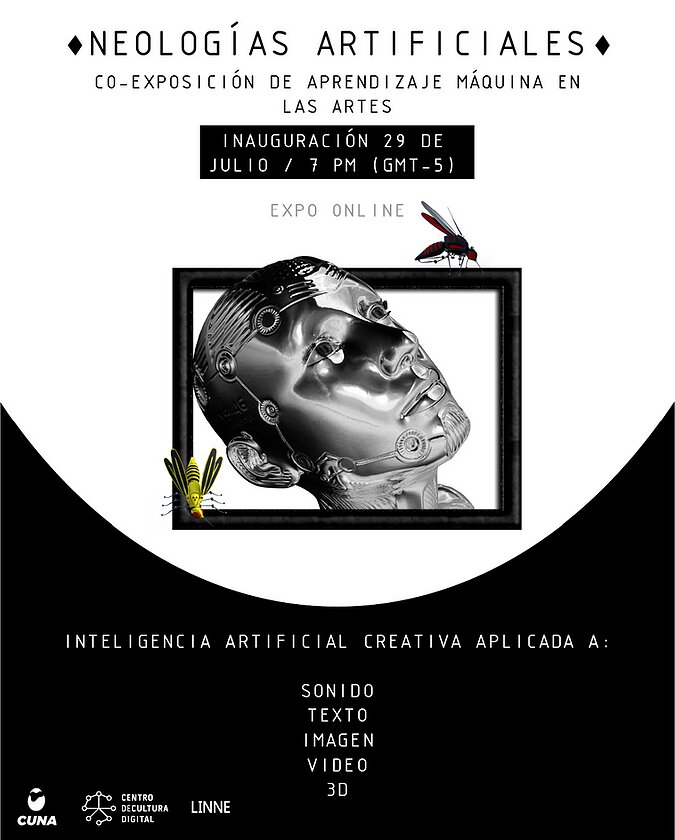 ♦NEOLOGÍAS ARTIFICIALES♦
CO-EXPOSICIÓN DE APRENDIZAJE MÁQUINA EN
LAS ARTES
INAUGURACIÓN 29 DE
JULIO / 7 PM (GMT-5)
EXPO ONLINE
INTELIGENCIA ARTIFICIAL CREATIVA APLICADA A:
SONIDO
TEXTO
IMAGEN
VIDEO
3D
CUNA
CENTRO
DECULTURA
DIGITAL
LINNE